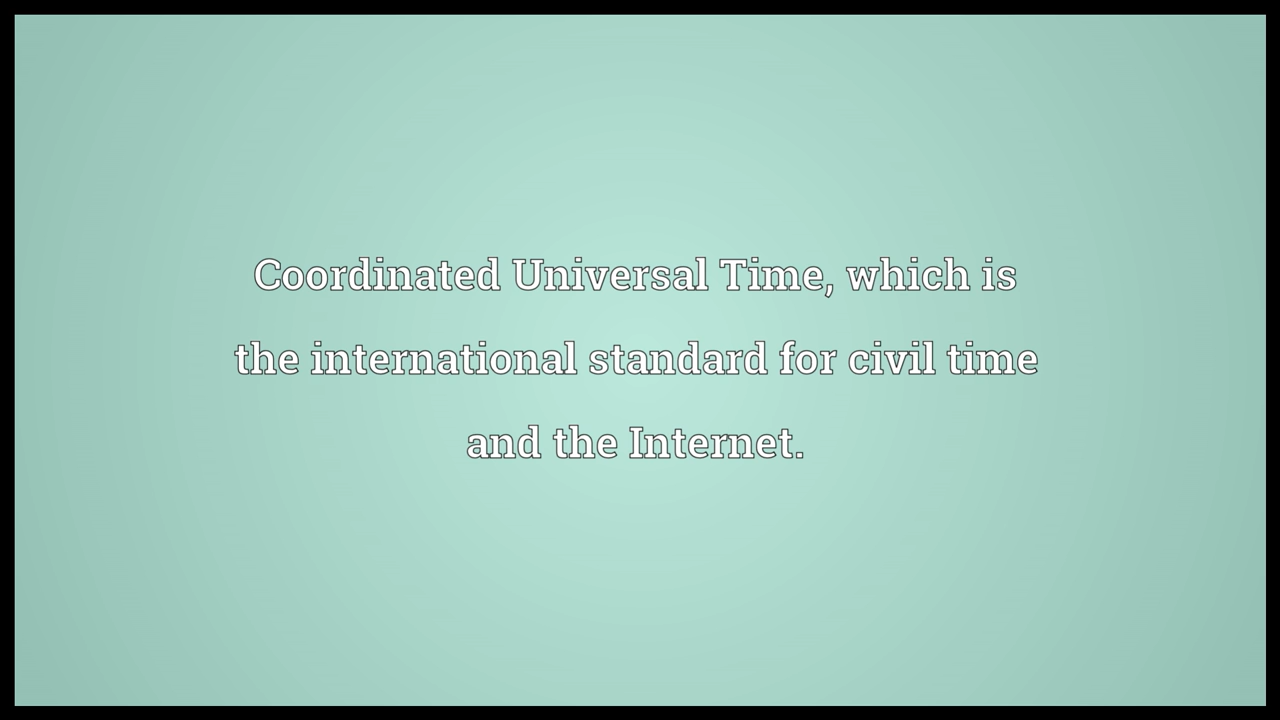 Coordinated Universal Time, which is
the international standard for civil time
and the Internet.